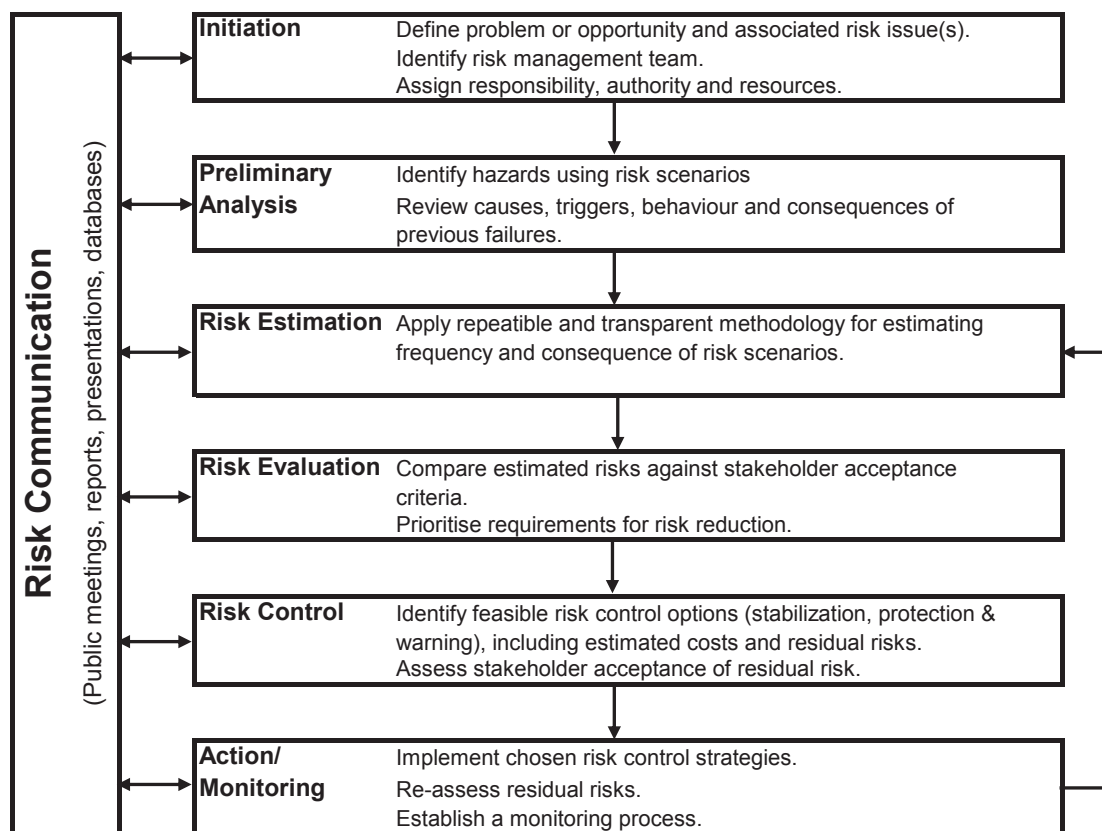 Risk Communication
(Public meetings, reports, presentations, databases)
Initiation Define problem or opportunity and associated risk issue(s).
Identify risk management team.
Assign responsibility, authority and resources.
Preliminary Identify hazards using risk scenarios
Analysis Review causes, triggers, behaviour and consequences of
previous failures.
Risk Estimation Apply repeatible and transparent methodology for estimating
frequency and consequence of risk scenarios.
Risk Evaluation Compare estimated risks against stakeholder acceptance
criteria.
Prioritise requirements for risk reduction.
Risk Control Identify feasible risk control options (stabilization, protection &
warning), including estimated costs and residual risks.
Assess stakeholder acceptance of residual risk.
Action/ Implement chosen risk control strategies.
Monitoring Re-assess residual risks.
Establish a monitoring process.